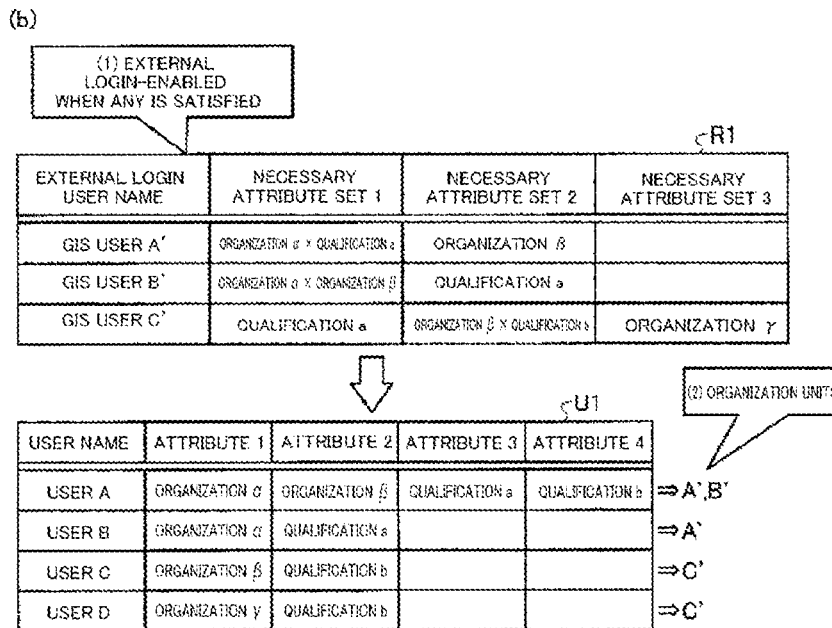 (b)
(1) EXTERNAL
LOGIN-ENABLED
WHEN ANY IS SATISFIED
R1
EXTERNAL LOGIN USER NAME NECESSARY ATTRIBUTE SET 1 NECESSARY ATTRIBUTE SET 2 NECESSARY ATTRIBUTE SET 3
GIS USER A' ORGANIZATION α × QUALIFICATION a ORGANIZATION β
GIS USER B' ORGANIZATION α × ORGANIZATION β QUALIFICATION a
GIS USER C' QUALIFICATION a ORGANIZATION β × QUALIFICATION b ORGANIZATION γ
(2) ORGANIZATION UNITS
U1
USER NAME ATTRIBUTE 1 ATTRIBUTE 2 ATTRIBUTE 3 ATTRIBUTE 4
USER A ORGANIZATION α ORGANIZATION β QUALIFICATION a QUALIFICATION b ⇒A',B'
USER B ORGANIZATION α QUALIFICATION a ⇒A'
USER C ORGANIZATION β QUALIFICATION b ⇒C'
USER D ORGANIZATION γ QUALIFICATION b ⇒C'